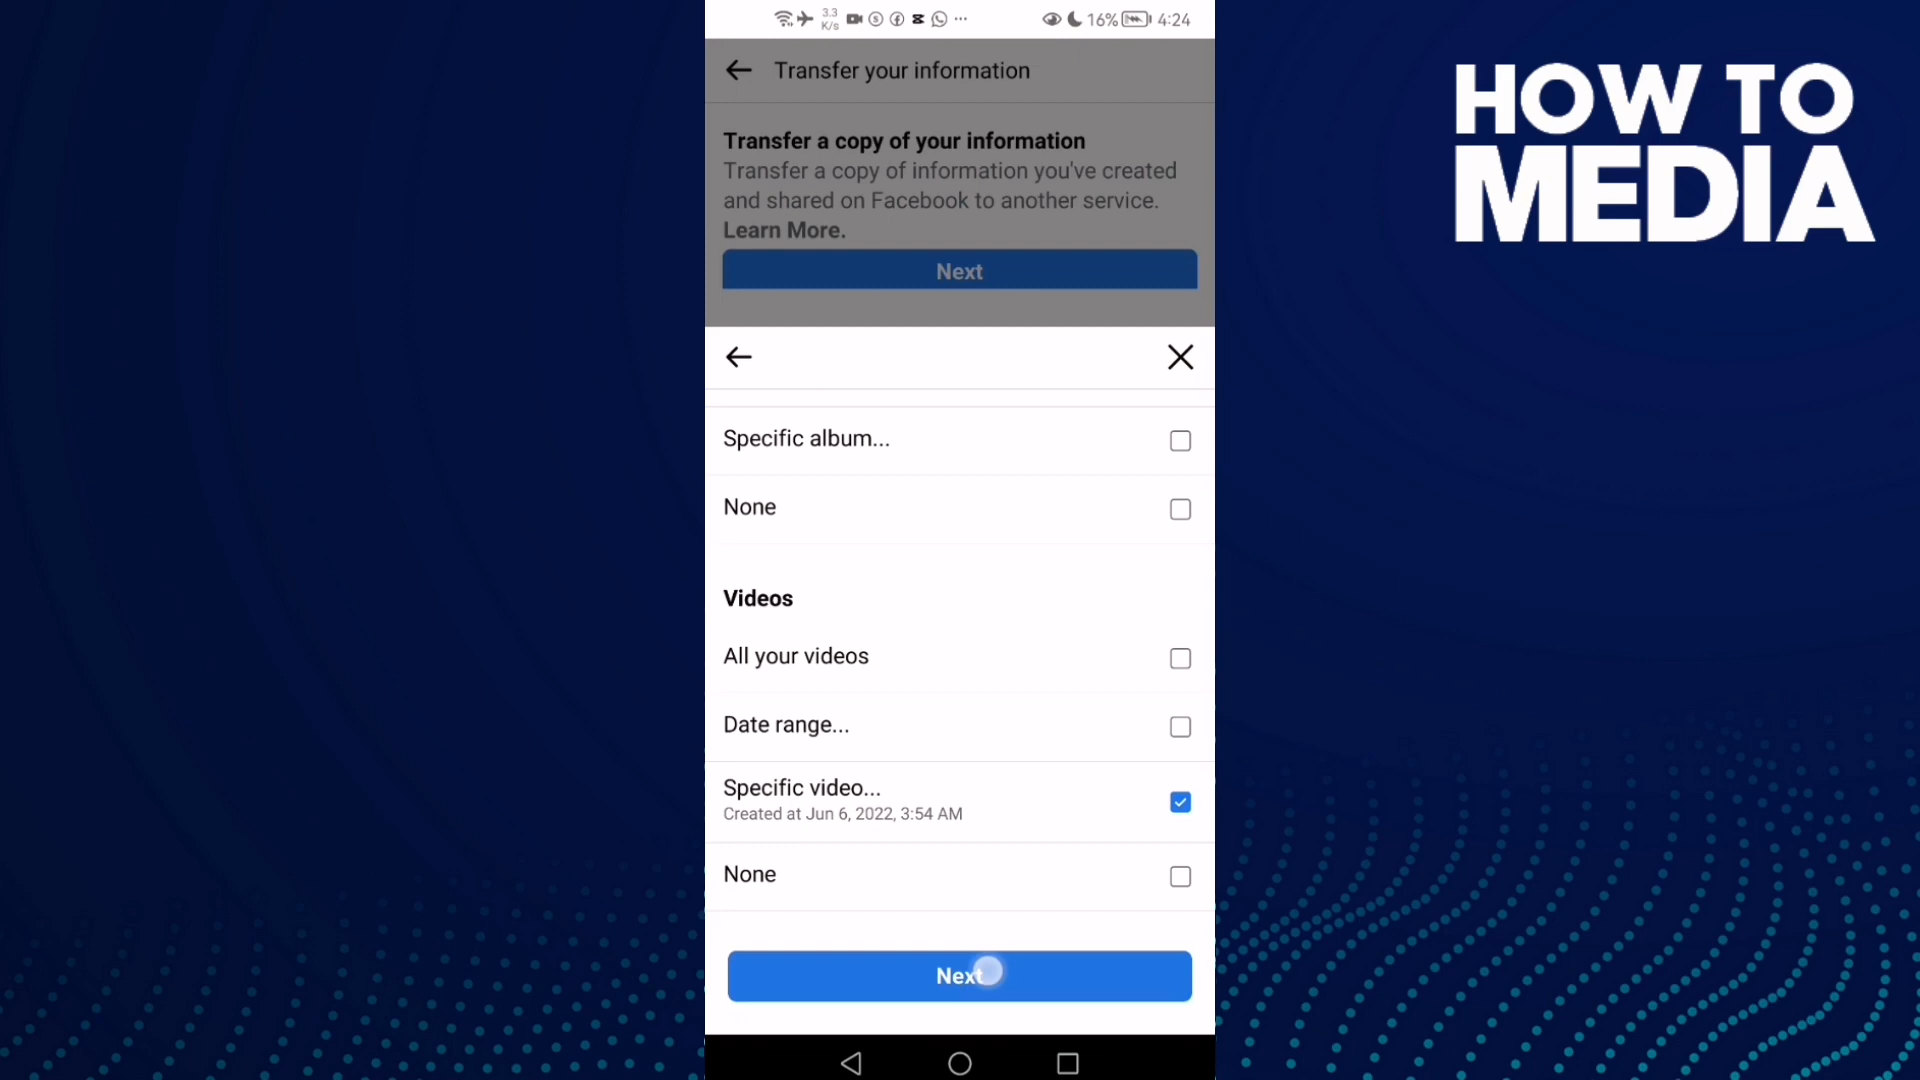 3.3
K/s
16%
4:24
Transfer your information
Transfer a copy of your information
Transfer a copy of information you've created
and shared on Facebook to another service.
Learn More.
Next
Specific album...
None
Videos
All your videos
Date range...
Specific video...
Created at Jun 6, 2022, 3:54 AM
None
Next
HOW TO
MEDIA